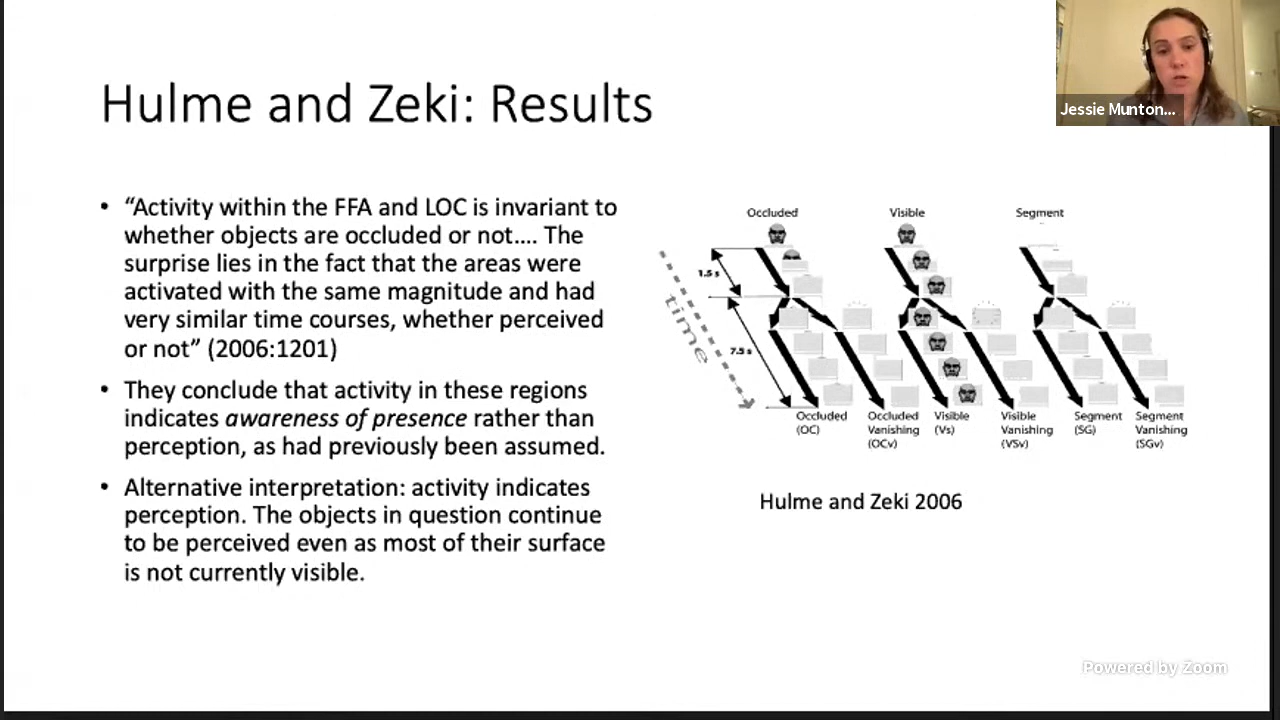 Jessie Munton...
Hulme and Zeki: Results
• “Activity within the FFA and LOC is invariant to
whether objects are occluded or not.... The
surprise lies in the fact that the areas were
activated with the same magnitude and had
very similar time courses, whether perceived
or not” (2006:1201)
• They conclude that activity in these regions
indicates awareness of presence rather than
perception, as had previously been assumed.
• Alternative interpretation: activity indicates
perception. The objects in question continue
to be perceived even as most of their surface
is not currently visible.
Occluded Visible Segment
1.5 s
time
7.5 s
Occluded
(OC)
Occluded
Vanishing
(OCv)
Visible
(Vs)
Visible
Vanishing
(VSv)
Segment
(SG)
Segment
Vanishing
(SGv)
Hulme and Zeki 2006
Powered by Zoom